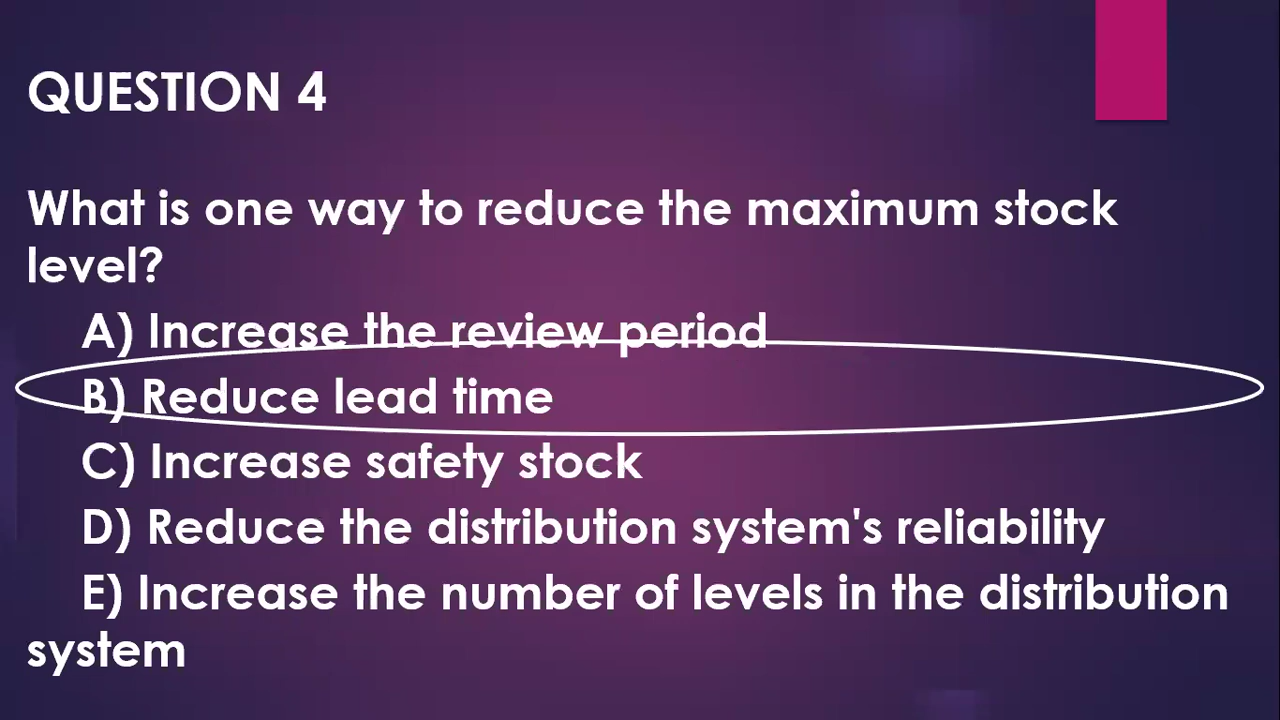 QUESTION 4
What is one way to reduce the maximum stock
level?
A) Increase the review period
B) Reduce lead time
C) Increase safety stock
D) Reduce the distribution system's reliability
E) Increase the number of levels in the distribution
system